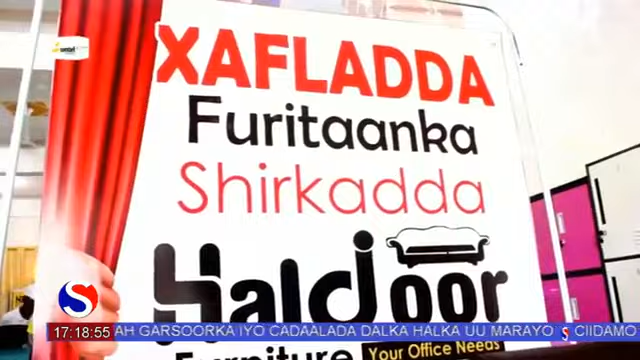 XAFLADDA
Furitaanka
Shirkadda
Haldoor
Furniture Your Office Needs
17:18:55 AH GARSOORKA IYO CADAALADA DALKA HALKA UU MARAYO S CIIDAMO